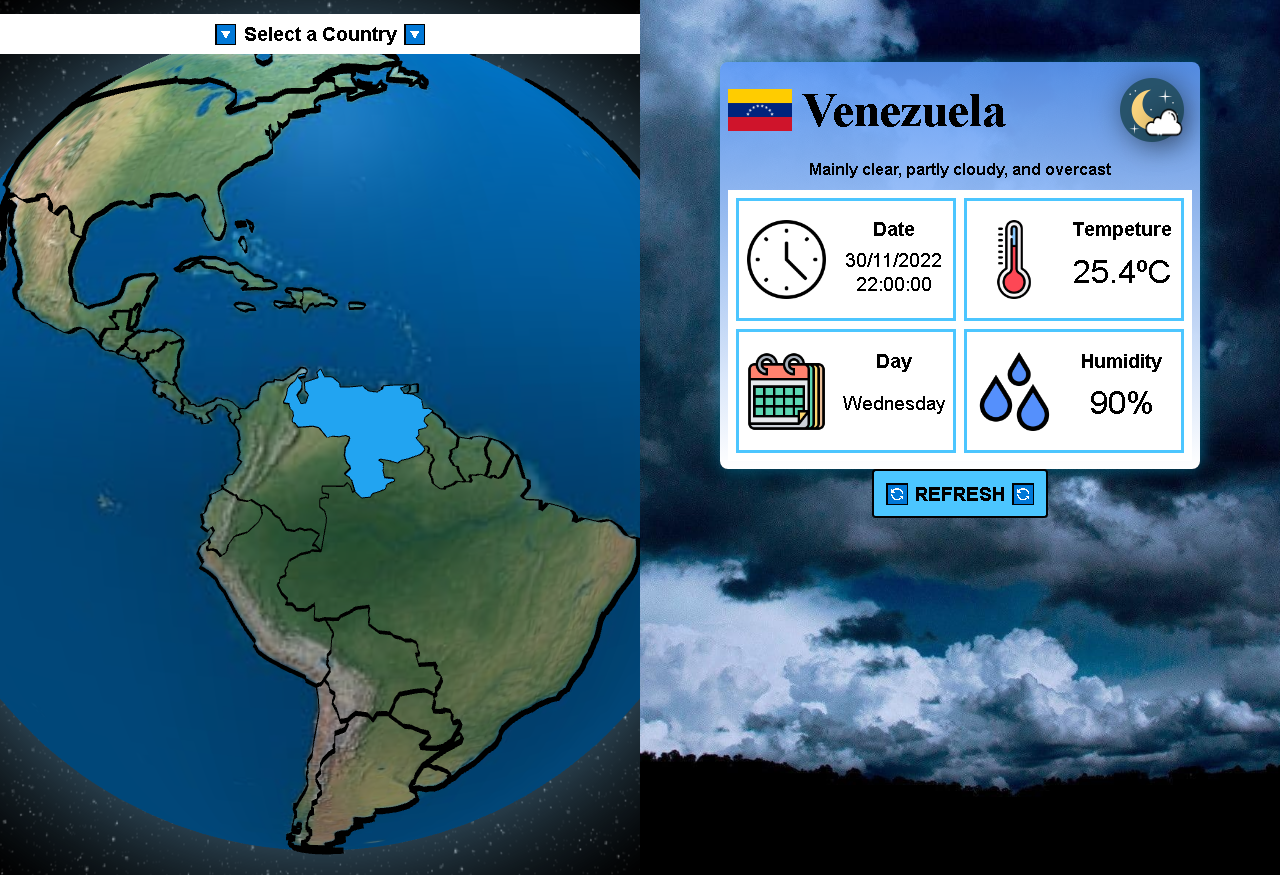 Select a Country
Venezuela
Mainly clear, partly cloudy, and overcast
Date
30/11/2022
22:00:00
Tempeture
25.4ºC
Day
Wednesday
Humidity
90%
REFRESH